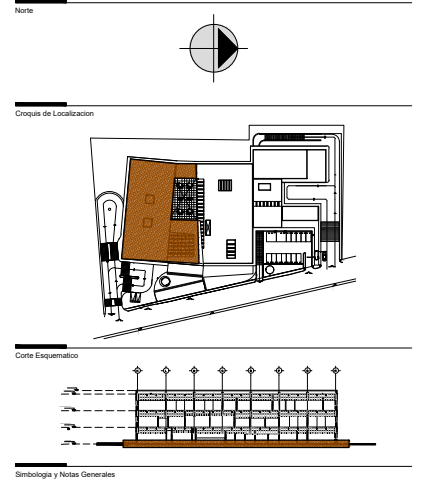 Norte
Croquis de Localizacion
Corte Esquematico
Simbologia y Notas Generales